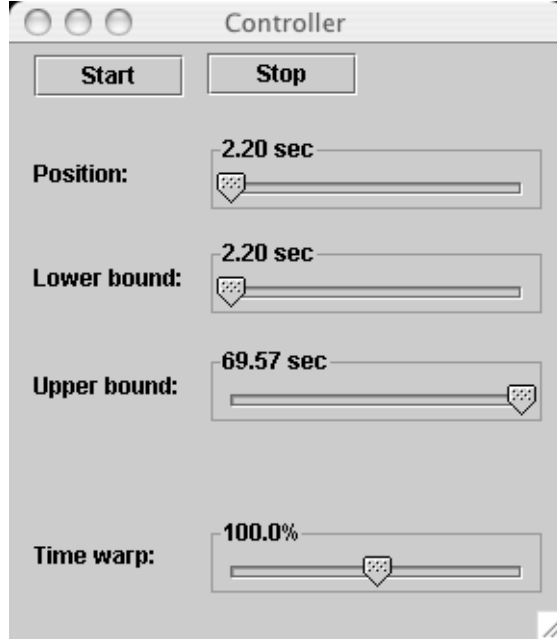 Controller
Start Stop
2.20 sec
Position:
2.20 sec
Lower bound:
69.57 sec
Upper bound:
100.0%
Time warp: